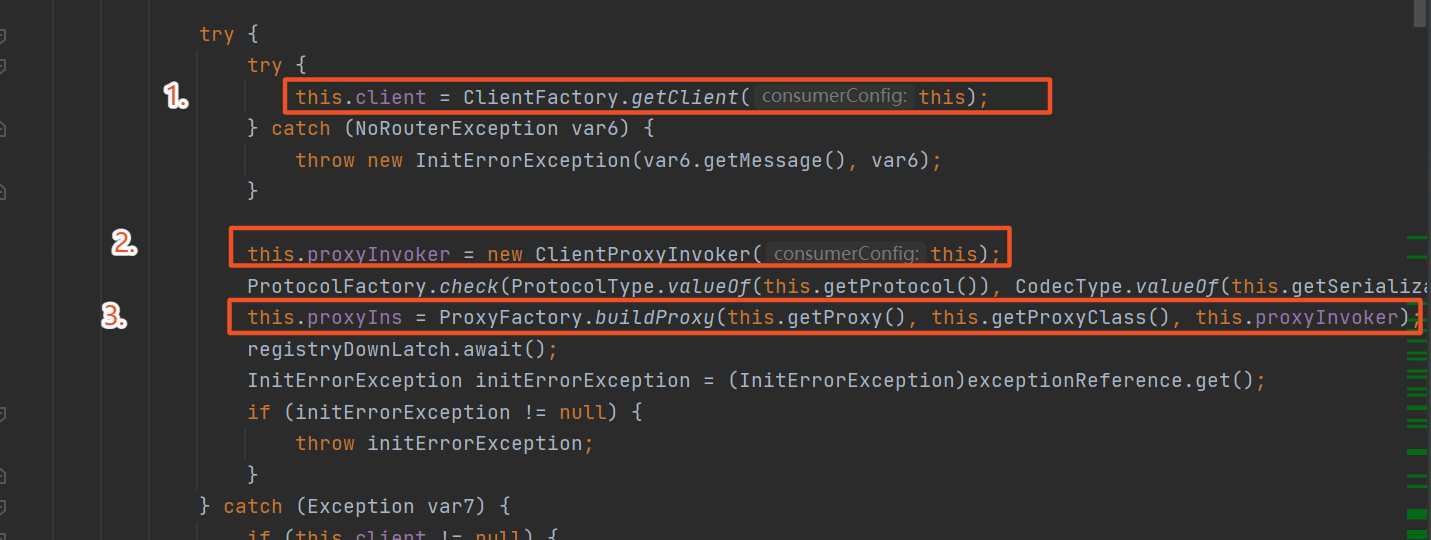 try {
try {
1. this.client = ClientFactory.getClient( consumerConfig: this);
} catch (NoRouterException var6) {
throw new InitErrorException(var6.getMessage(), var6);
}
2. this.proxyInvoker = new ClientProxyInvoker( consumerConfig: this);
ProtocolFactory.check(ProtocolType.valueOf(this.getProtocol()), CodecType.valueOf(this.getSerializa
3. this.proxyIns = ProxyFactory.buildProxy(this.getProxy(), this.getProxyClass(), this.proxyInvoker);
registryDownLatch.await();
InitErrorException initErrorException = (InitErrorException)exceptionReference.get();
if (initErrorException != null) {
throw initErrorException;
}
} catch (Exception var7) {
if (this.client != null) {